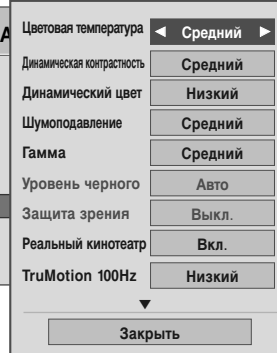 Цветовая температура ◄ Средний ►
Динамическая контрастность Средний
Динамический цвет Низкий
Шумоподавление Средний
Гамма Средний
Уровень черного Авто
Защита зрения Выкл.
Реальный кинотеатр Вкл.
TruMotion 100Hz Низкий
▼
Закрыть